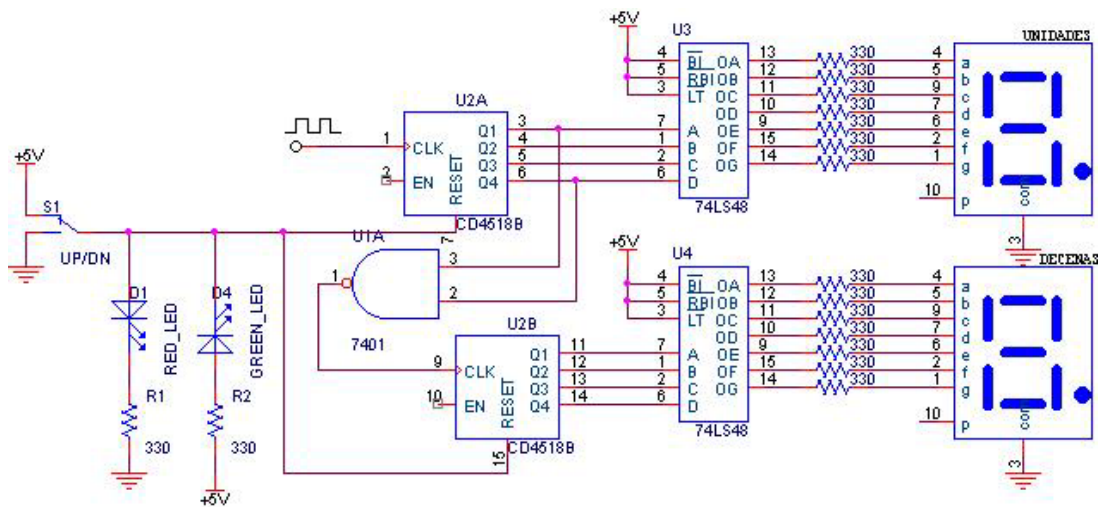 +5V
S1
UP/DN
D1
RED_LED
R1
330
D4
GREEN_LED
R2
330
+5V
U2A
1
CLK
2
EN
RESET
7
Q1 3
Q2 4
Q3 5
Q4 6
CD4518B
U1A
1
3
2
7401
U2B
9
CLK
10
EN
RESET
15
Q1 11
Q2 12
Q3 13
Q4 14
CD4518B
+5V
U3
4 BI OA 13 330
5 RBI OB 12 330
3 LT OC 11 330
OD 10 330
7 A OE 9 330
1 B OF 15 330
2 C OG 14 330
6 D
74LS48
UNIDADES
4 a
5 b
9 c
7 d
6 e
2 f
1 g
10 p
com
3
+5V
U4
4 BI OA 13 330
5 RBI OB 12 330
3 LT OC 11 330
OD 10 330
7 A OE 9 330
1 B OF 15 330
2 C OG 14 330
6 D
74LS48
DECENAS
4 a
5 b
9 c
7 d
6 e
2 f
1 g
10 p
com
3